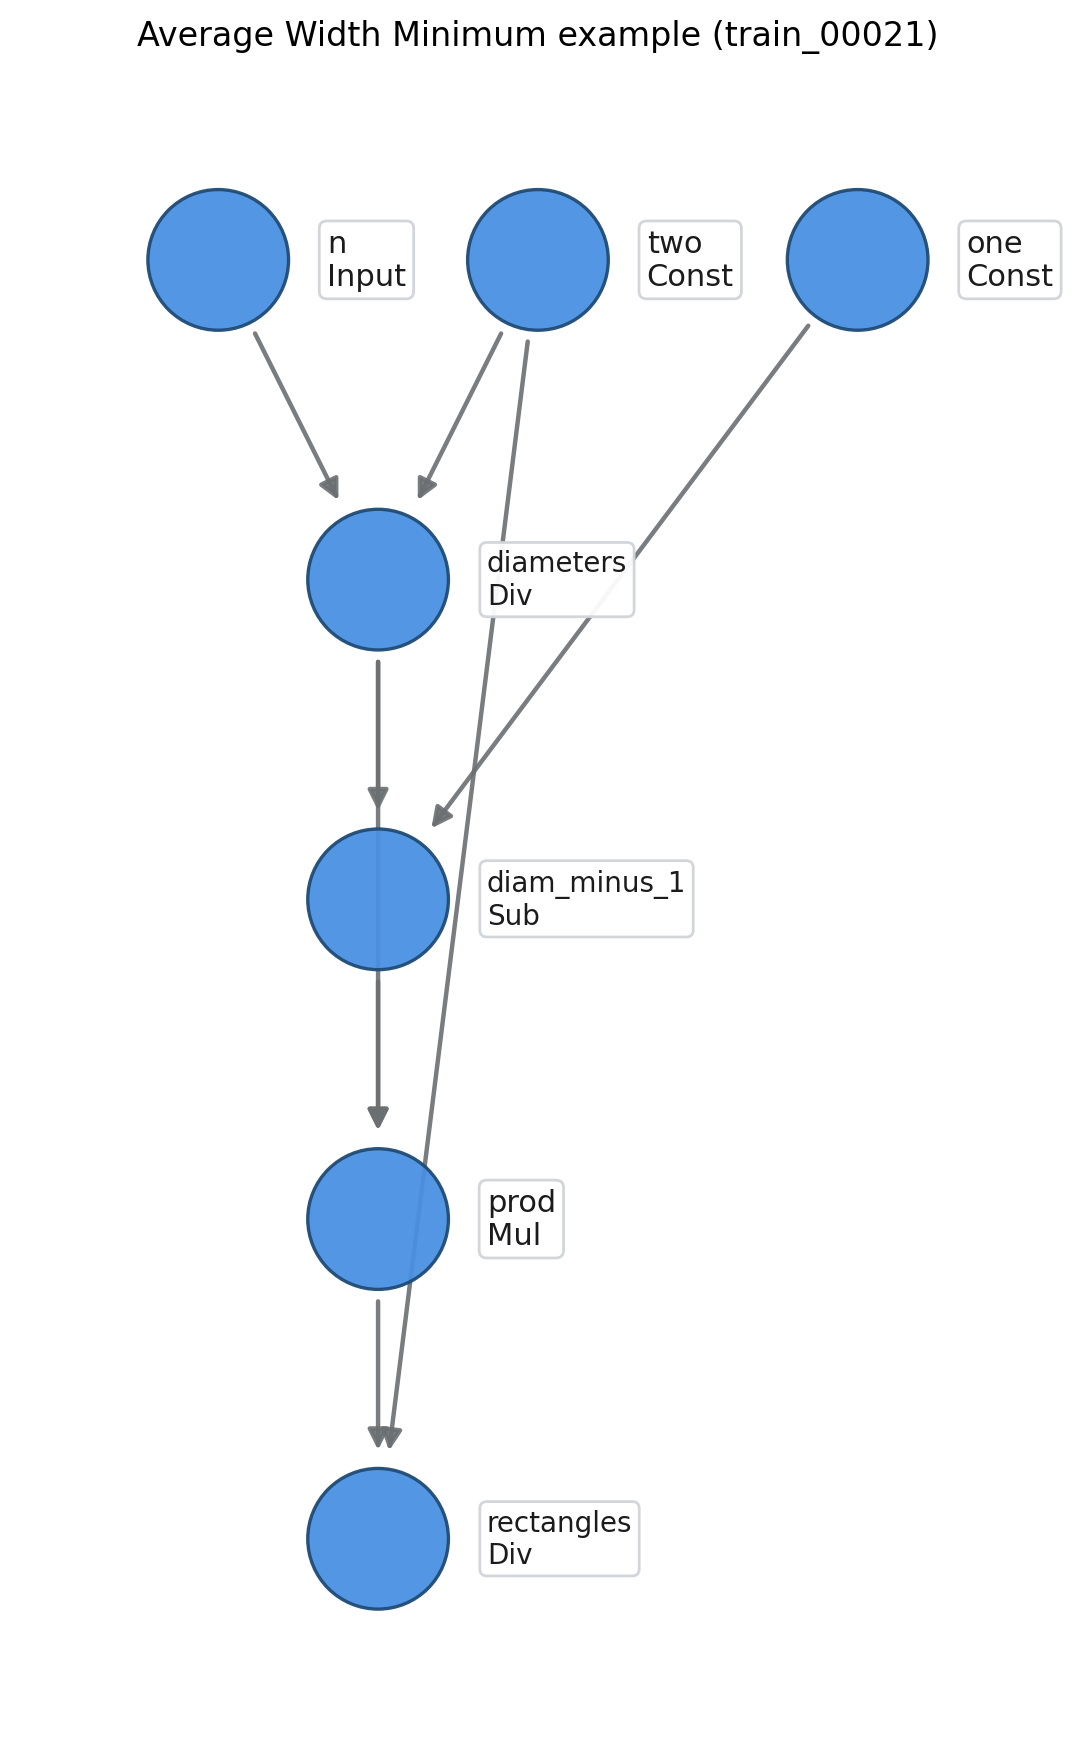 Average Width Minimum example (train_00021)
n
Input
two
Const
one
Const
diameters
Div
diam_minus_1
Sub
prod
Mul
rectangles
Div